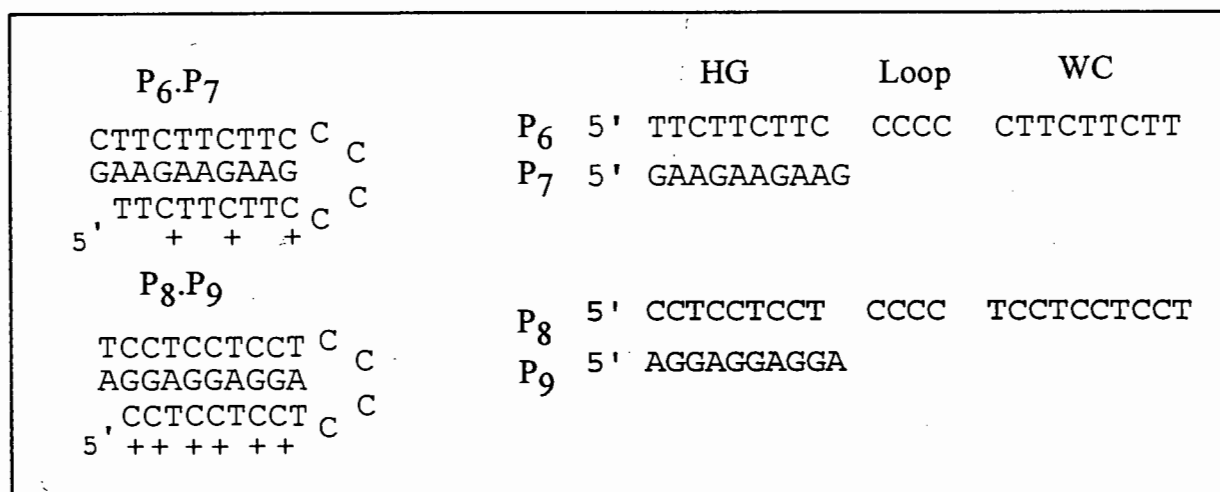 P6.P7
CTTCTTCTTC C
C
GAAGAAGAAG
C
TTCTTCTTC C
5' + + +
P8.P9
TCCTCCTCCT C
C
AGGAGGAGGA
C
CCTCCTCCT C
5' ++ ++ ++
HG Loop WC
P6 5' TTCTTCTTC CCCC CTTCTTCTT
P7 5' GAAGAAGAAG
P8 5' CCTCCTCCT CCCC TCCTCCTCCT
P9 5' AGGAGGAGGA